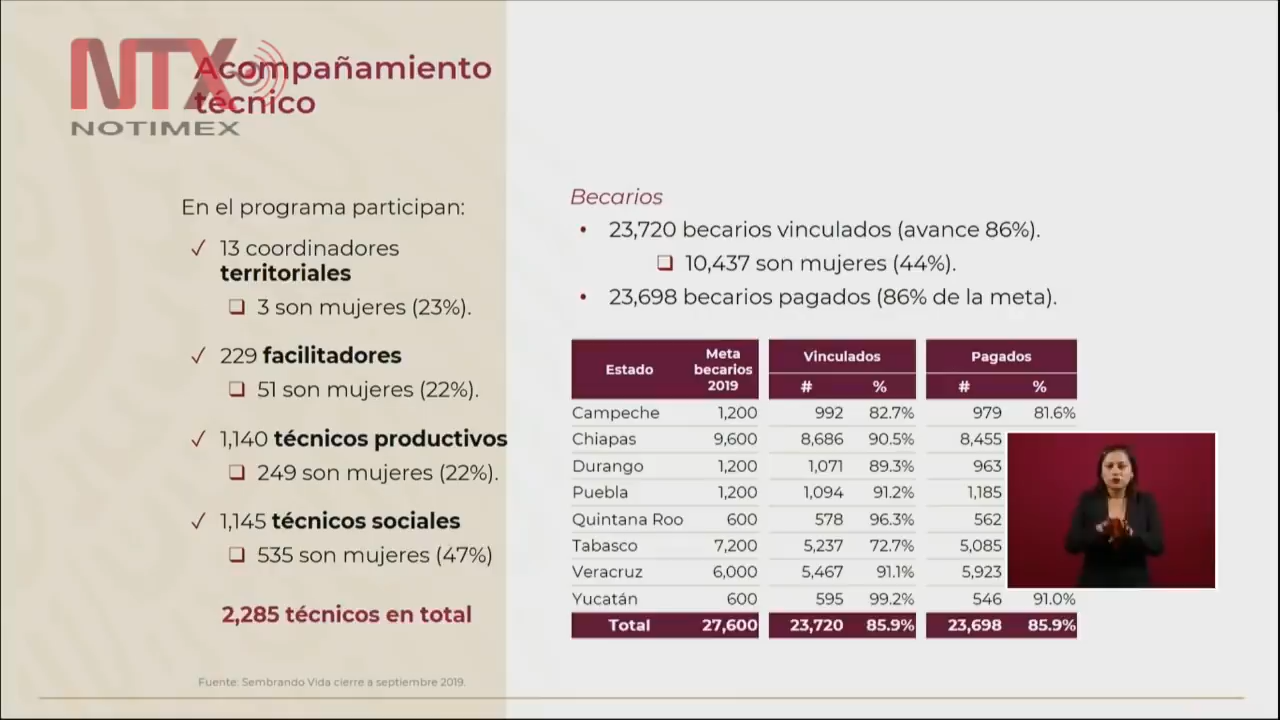 NTX
NOTIMEX
Acompañamiento
técnico
En el programa participan:
✓ 13 coordinadores
territoriales
❑ 3 son mujeres (23%).
✓ 229 facilitadores
❑ 51 son mujeres (22%).
✓ 1,140 técnicos productivos
❑ 249 son mujeres (22%).
✓ 1,145 técnicos sociales
❑ 535 son mujeres (47%)
2,285 técnicos en total
Fuente: Sembrando Vida cierre a septiembre 2019.
Becarios
• 23,720 becarios vinculados (avance 86%).
❑ 10,437 son mujeres (44%).
• 23,698 becarios pagados (86% de la meta).
Estado Meta becarios 2019 Vinculados Pagados
# % # %
Campeche 1,200 992 82.7% 979 81.6%
Chiapas 9,600 8,686 90.5% 8,455
Durango 1,200 1,071 89.3% 963
Puebla 1,200 1,094 91.2% 1,185
Quintana Roo 600 578 96.3% 562
Tabasco 7,200 5,237 72.7% 5,085
Veracruz 6,000 5,467 91.1% 5,923
Yucatán 600 595 99.2% 546 91.0%
Total 27,600 23,720 85.9% 23,698 85.9%